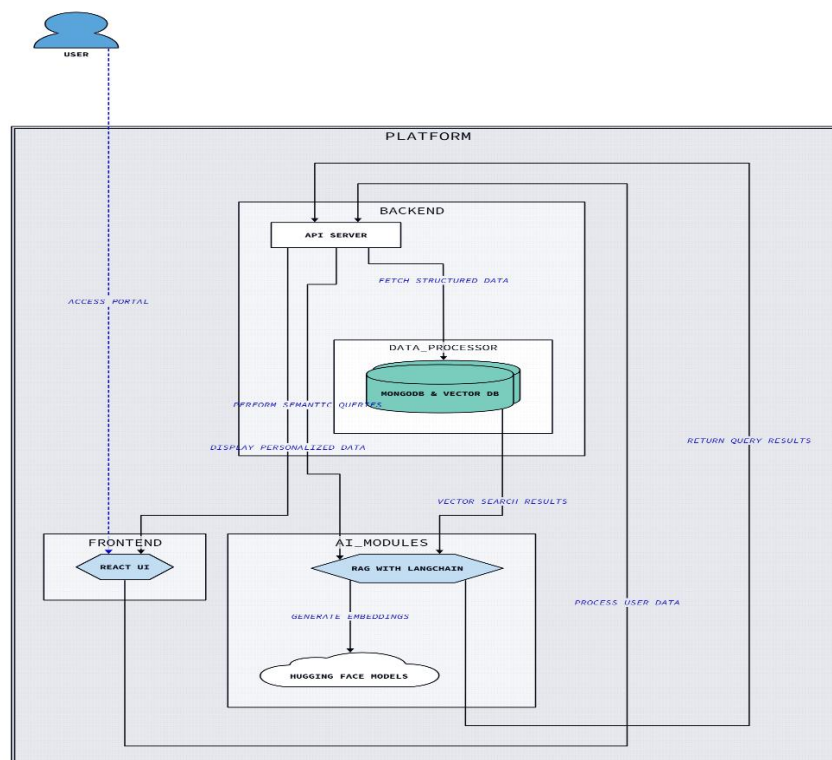 USER
PLATFORM
BACKEND
API SERVER
FETCH STRUCTURED DATA
ACCESS PORTAL
DATA_PROCESSOR
MONGODB & VECTOR DB
PERFORM SEMANTIC QUERIES
RETURN QUERY RESULTS
DISPLAY PERSONALIZED DATA
VECTOR SEARCH RESULTS
FRONTEND
AI_MODULES
REACT UI
RAG WITH LANGCHAIN
PROCESS USER DATA
GENERATE EMBEDDINGS
HUGGING FACE MODELS